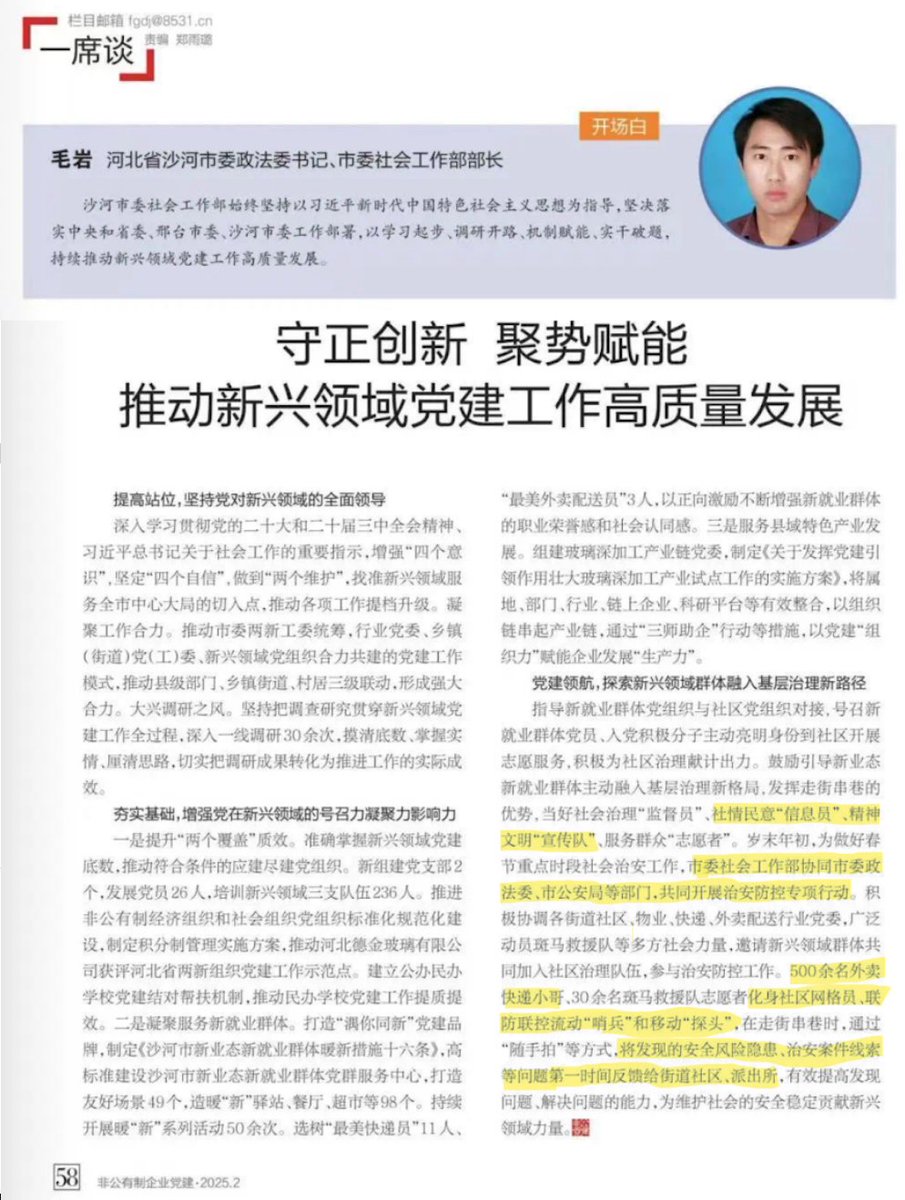 栏目邮箱 fgdj@8531.cn
责编 郑雨璐
一席谈
开场白
毛岩 河北省沙河市委政法委书记、市委社会工作部部长
沙河市委社会工作部始终坚持以习近平新时代中国特色社会主义思想为指导,坚决落
实中央和省委、邢台市委、沙河市委工作部署,以学习起步、调研开路、机制赋能、实干破题,
持续推动新兴领域党建工作高质量发展。
守正创新 聚势赋能
推动新兴领域党建工作高质量发展
提高站位,坚持党对新兴领域的全面领导
深入学习贯彻党的二十大和二十届三中全会精神、
习近平总书记关于社会工作的重要指示,增强“四个意
识”,坚定“四个自信”,做到“两个维护”,找准新兴领域服
务全市中心大局的切入点,推动各项工作提档升级。凝
聚工作合力。推动市委两新工委统筹,行业党委、乡镇
(街道)党(工)委、新兴领域党组织合力共建的党建工作
模式,推动县级部门、乡镇街道、村居三级联动,形成强大
合力。大兴调研之风。坚持把调查研究贯穿新兴领域党
建工作全过程,深入一线调研30余次,摸清底数、掌握实
情、厘清思路,切实把调研成果转化为推进工作的实际成
效。
夯实基础,增强党在新兴领域的号召力凝聚力影响力
一是提升“两个覆盖”质效。准确掌握新兴领域党建
底数,推动符合条件的应建尽建党组织。新组建党支部2
个,发展党员26人,培训新兴领域三支队伍236人。推进
非公有制经济组织和社会组织党组织标准化规范化建
设,制定积分制管理实施方案,推动河北德金玻璃有限公
司获评河北省两新组织党建工作示范点。建立公办民办
学校党建结对帮扶机制,推动民办学校党建工作提质提
效。二是凝聚服务新就业群体。打造“湡你同新”党建品
牌,制定《沙河市新业态新就业群体暖新措施十六条》,高
标准建设沙河市新业态新就业群体党群服务中心,打造
友好场景49个,造暖“新”驿站、餐厅、超市等98个。持续
开展暖“新”系列活动50余次。选树“最美快递员”11人、
“最美外卖配送员”3人,以正向激励不断增强新就业群体
的职业荣誉感和社会认同感。三是服务县域特色产业发
展。组建玻璃深加工产业链党委,制定《关于发挥党建引
领作用壮大玻璃深加工产业试点工作的实施方案》,将属
地、部门、行业、链上企业、科研平台等有效整合,以组织
链串起产业链,通过“三师助企”行动等措施,以党建“组
织力”赋能企业发展“生产力”。
党建领航,探索新兴领域群体融入基层治理新路径
指导新就业群体党组织与社区党组织对接,号召新
就业群体党员、入党积极分子主动亮明身份到社区开展
志愿服务,积极为社区治理献计出力。鼓励引导新业态
新就业群体主动融入基层治理新格局,发挥走街串巷的
优势,当好社会治理“监督员”、社情民意“信息员”、精神
文明“宣传队”、服务群众“志愿者”。岁末年初,为做好春
节重点时段社会治安工作,市委社会工作部协同市委政
法委、市公安局等部门,共同开展治安防控专项行动。积
极协调各街道社区、物业、快递、外卖配送行业党委,广泛
动员斑马救援队等多方社会力量,邀请新兴领域群体共
同加入社区治理队伍,参与治安防控工作。500余名外卖
快递小哥、30余名斑马救援队志愿者化身社区网格员、联
防联控流动“哨兵”和移动“探头”,在走街串巷时,通过
“随手拍”等方式,将发现的安全风险隐患、治安案件线索
等问题第一时间反馈给街道社区、派出所,有效提高发现
问题、解决问题的能力,为维护社会的安全稳定贡献新兴
领域力量。
58 非公有制企业党建·2025.2